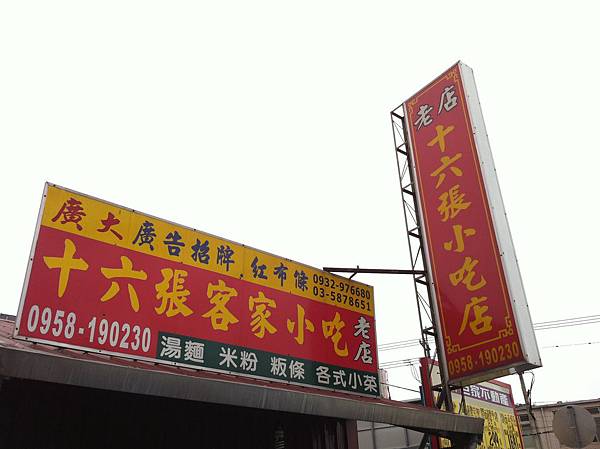 廣大 廣告招牌.紅布條 0932-976680
03-5878651
十六張客家小吃 老店
0958-190230
湯麵 米粉 粄條 各式小菜
老店
十六張小吃店
0958-190230